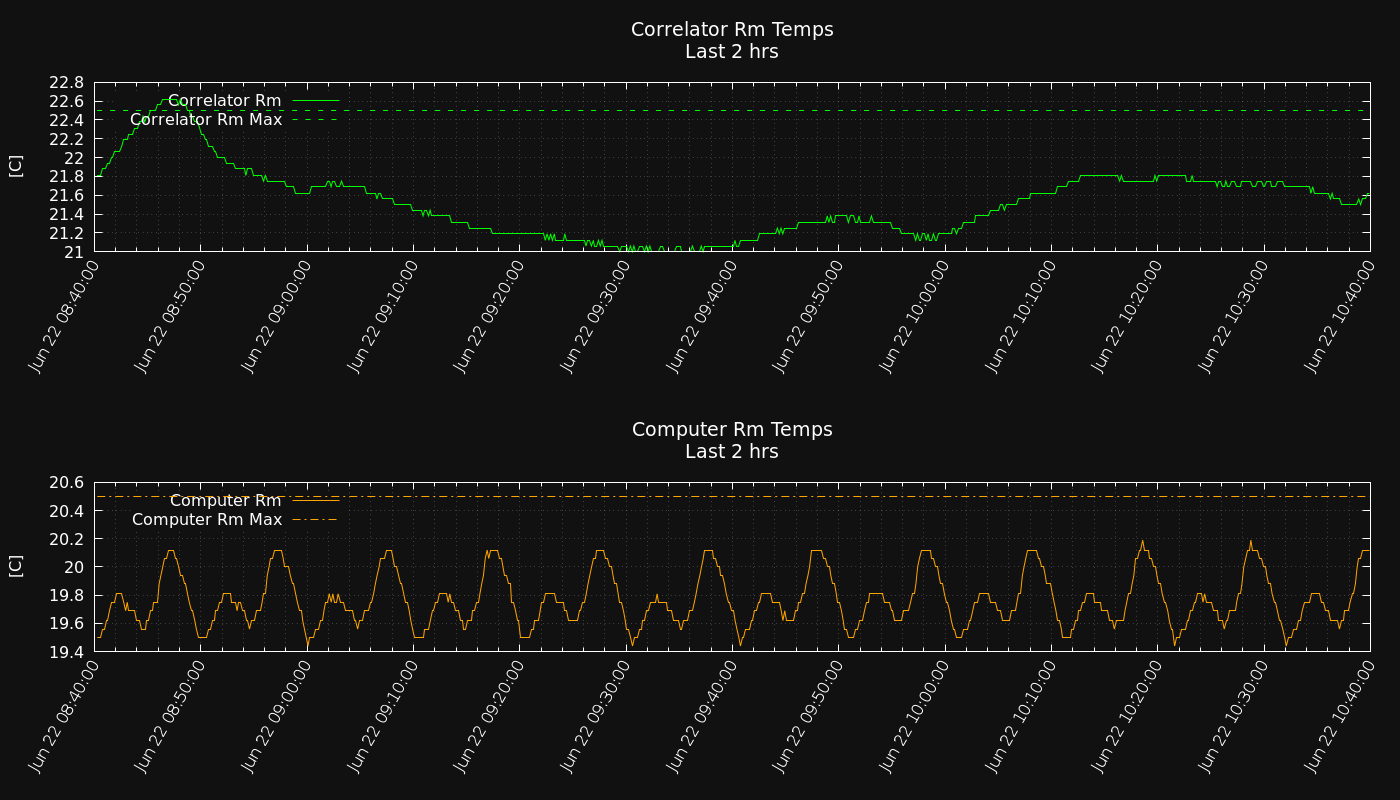 Correlator Rm Temps
Last 2 hrs
22.8
22.6
22.4
22.2
22
21.8
21.6
21.4
21.2
21
[C]
Correlator Rm
Correlator Rm Max
Jun 22 08:40:00
Jun 22 08:50:00
Jun 22 09:00:00
Jun 22 09:10:00
Jun 22 09:20:00
Jun 22 09:30:00
Jun 22 09:40:00
Jun 22 09:50:00
Jun 22 10:00:00
Jun 22 10:10:00
Jun 22 10:20:00
Jun 22 10:30:00
Jun 22 10:40:00
Computer Rm Temps
Last 2 hrs
20.6
20.4
20.2
20
19.8
19.6
19.4
[C]
Computer Rm
Computer Rm Max
Jun 22 08:40:00
Jun 22 08:50:00
Jun 22 09:00:00
Jun 22 09:10:00
Jun 22 09:20:00
Jun 22 09:30:00
Jun 22 09:40:00
Jun 22 09:50:00
Jun 22 10:00:00
Jun 22 10:10:00
Jun 22 10:20:00
Jun 22 10:30:00
Jun 22 10:40:00